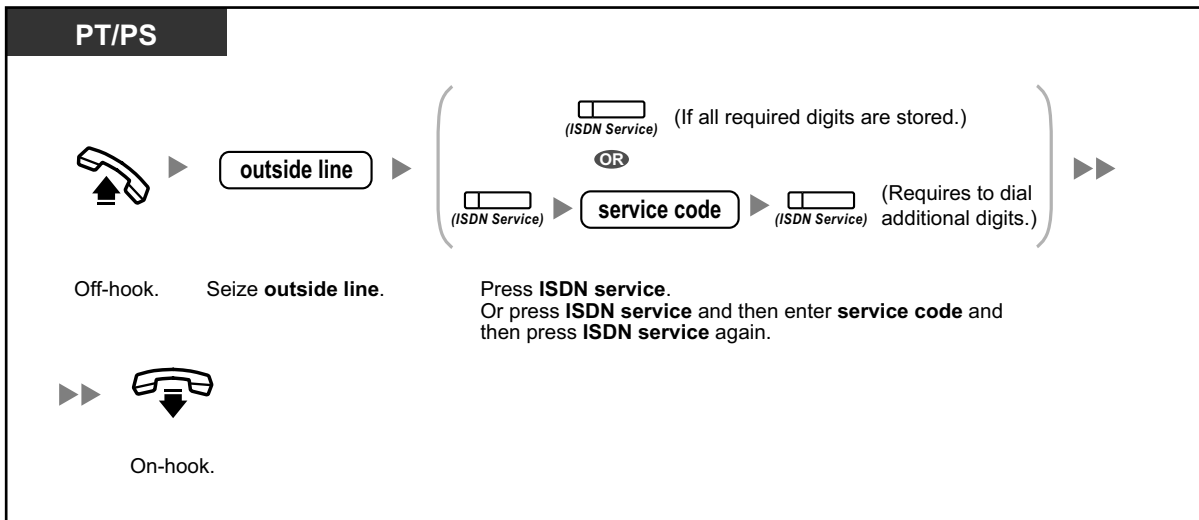 PT/PS
(ISDN Service)
(If all required digits are stored.)
OR
outside line
(ISDN Service)
service code
(ISDN Service)
(Requires to dial
additional digits.)
Off-hook.
Seize outside line.
Press ISDN service.
Or press ISDN service and then enter service code and
then press ISDN service again.
On-hook.